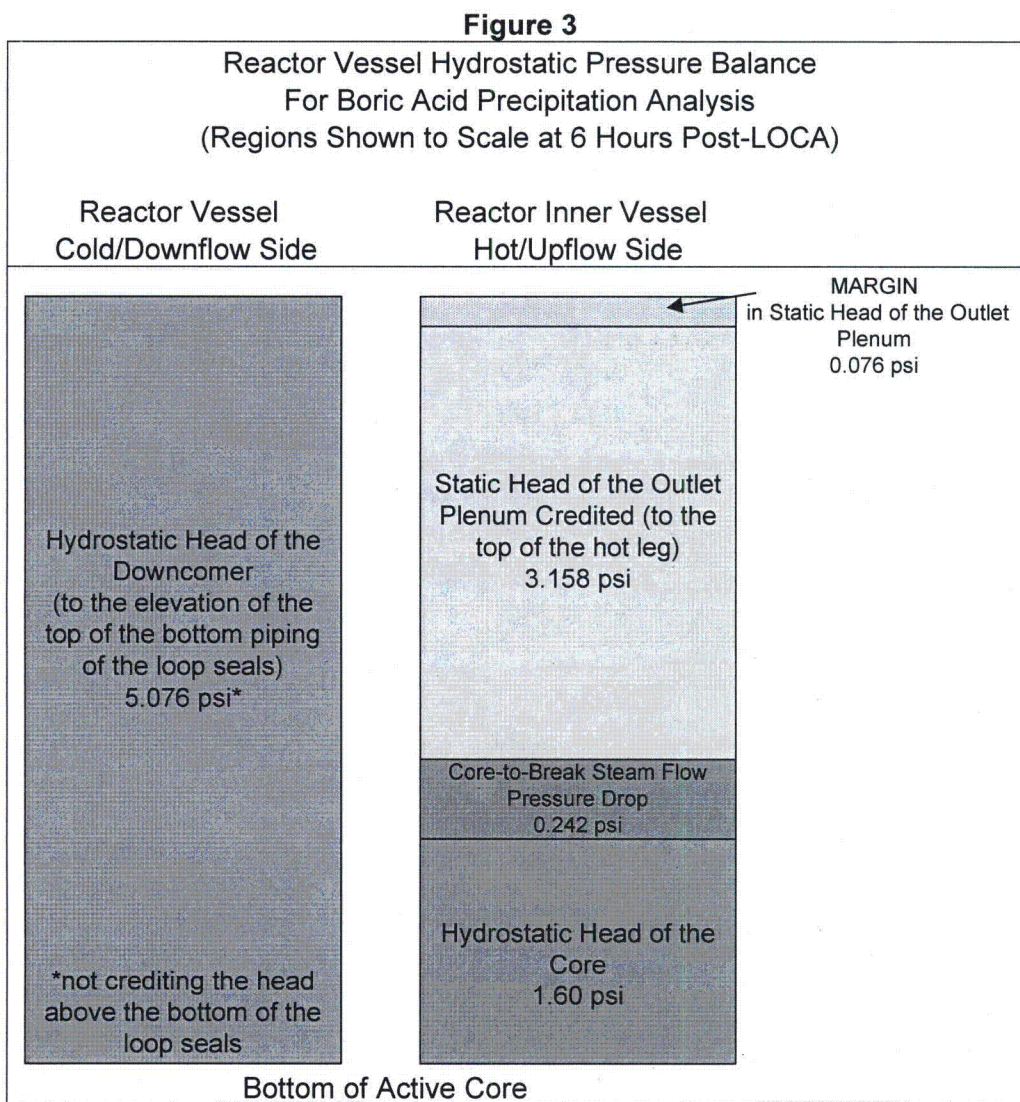 Figure 3
Reactor Vessel Hydrostatic Pressure Balance
For Boric Acid Precipitation Analysis
(Regions Shown to Scale at 6 Hours Post-LOCA)
Reactor Vessel
Cold/Downflow Side
Reactor Inner Vessel
Hot/Upflow Side
MARGIN
in Static Head of the Outlet
Plenum
0.076 psi
Hydrostatic Head of the
Downcomer
(to the elevation of the
top of the bottom piping
of the loop seals)
5.076 psi*
*not crediting the head
above the bottom of the
loop seals
Static Head of the Outlet
Plenum Credited (to the
top of the hot leg)
3.158 psi
Core-to-Break Steam Flow
Pressure Drop
0.242 psi
Hydrostatic Head of the
Core
1.60 psi
Bottom of Active Core